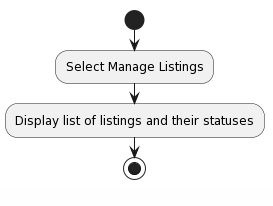 Select Manage Listings
Display list of listings and their statuses